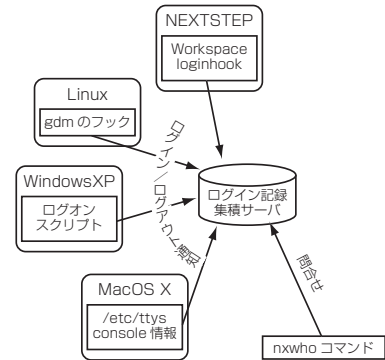 NEXTSTEP
Workspace
loginhook
Linux
gdm のフック
ログイン／ログアウト通知
WindowsXP
ログオン
スクリプト
ログイン記録
集積サーバ
MacOS X
/etc/ttys
console 情報
問合せ
nxwho コマンド